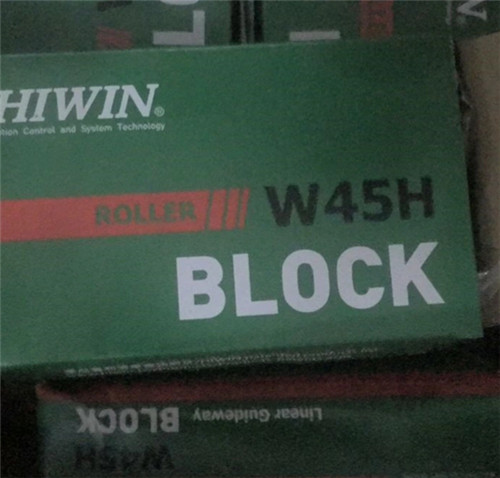 HIWIN®
tion Control and System Technology
ROLLER W45H
BLOCK
Linear Guideway BLOCK
W45H